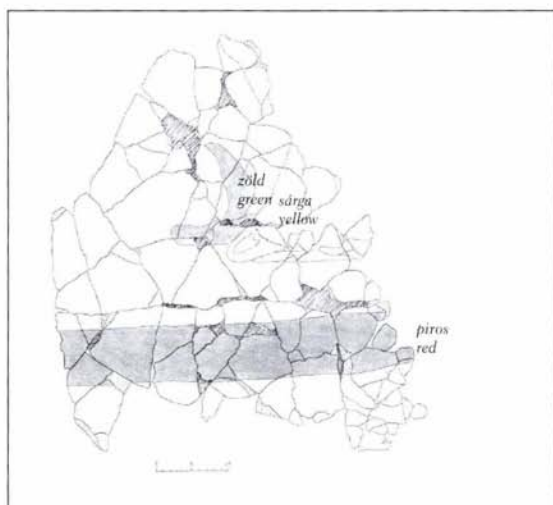 zöld
green sárga
yellow
piros
red